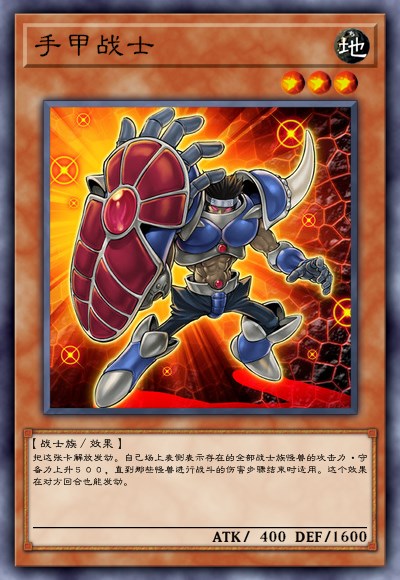 手甲战士
地
【战士族／效果】
把这张卡解放发动。自己场上表侧表示存在的全部战士族怪兽的攻击力·守
备力上升５００，直到那些怪兽进行战斗的伤害步骤结束时适用。这个效果
在对方回合也能发动。
ATK/ 400 DEF/1600